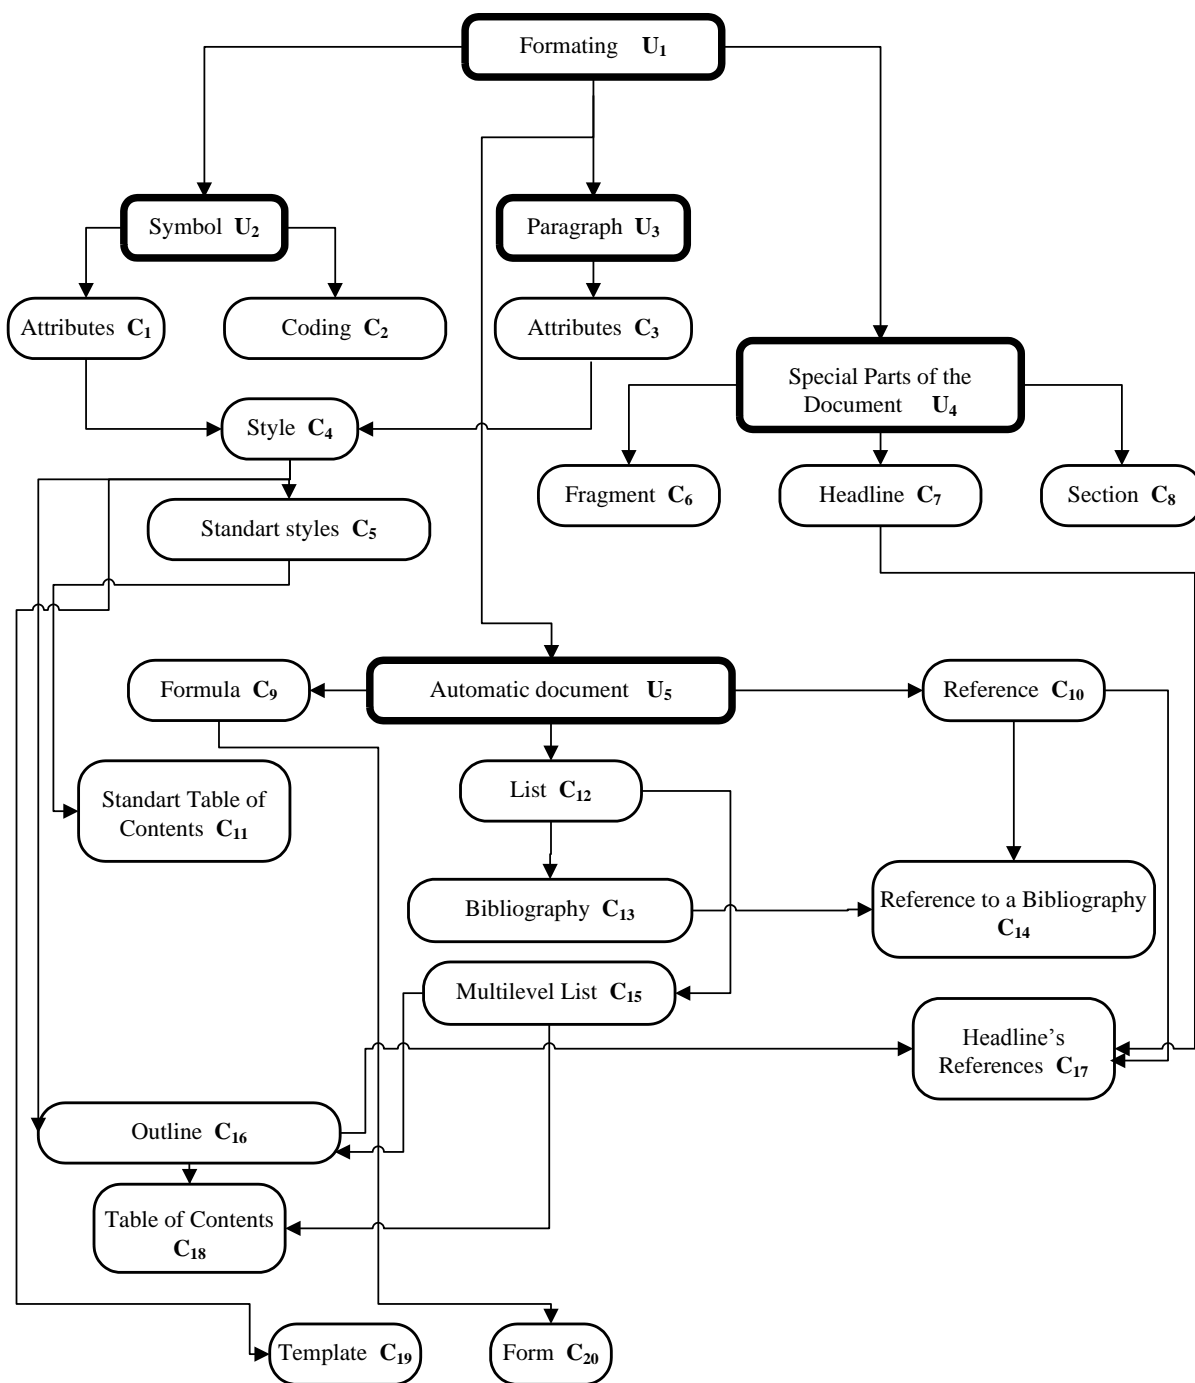 Formating U1
Symbol U2
Paragraph U3
Attributes C1
Coding C2
Attributes C3
Special Parts of the
Document U4
Style C4
Fragment C6
Headline C7
Section C8
Standart styles C5
Formula C9
Automatic document U5
Reference C10
Standart Table of
Contents C11
List C12
Bibliography C13
Reference to a Bibliography
C14
Multilevel List C15
Headline’s
References C17
Outline C16
Table of Contents
C18
Template C19
Form C20